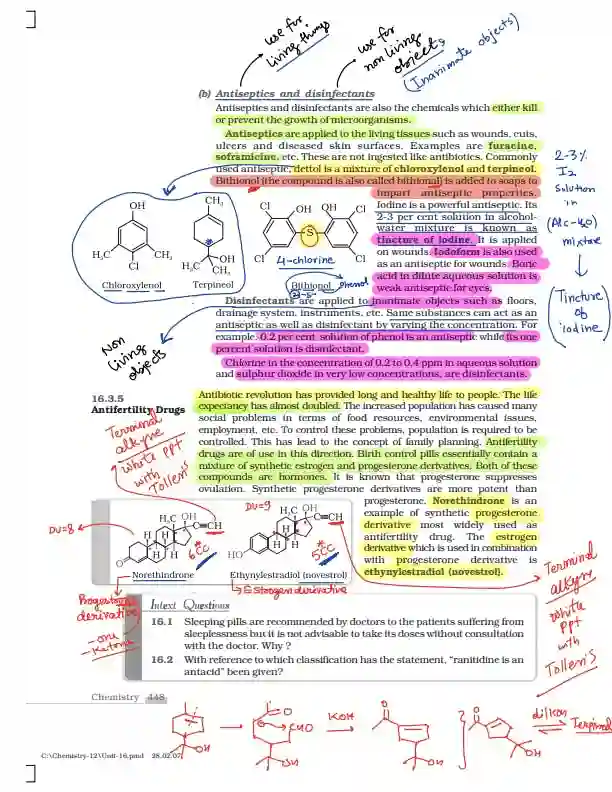 use for
living things
use for
non living
objects
(Inanimate objects)
(b) Antiseptics and disinfectants
Antiseptics and disinfectants are also the chemicals which either kill
or prevent the growth of microorganisms.
Antiseptics are applied to the living tissues such as wounds, cuts,
ulcers and diseased skin surfaces. Examples are furacine,
soframicine, etc. These are not ingested like antibiotics. Commonly
used antiseptic, dettol is a mixture of chloroxylenol and terpineol.
Bithionol (the compound is also called bithional) is added to soaps to
impart antiseptic properties.
Iodine is a powerful antiseptic. Its
2-3 per cent solution in alcohol-
water mixture is known as
tincture of iodine. It is applied
on wounds. Iodoform is also used
as an antiseptic for wounds. Boric
acid in dilute aqueous solution is
weak antiseptic for eyes.
2-3%
I2
Solution
in
(Alc-H2O)
mixture
(Tincture
of
iodine)
OH
H3C
CH3
Cl
Chloroxylenol
CH3
OH
H3C
CH3
Terpineol
Cl
OH
OH
Cl
S
Cl
Cl
4-chlorine
Bithionol
phenol
Disinfectants are applied to inanimate objects such as floors,
drainage system, instruments, etc. Same substances can act as an
antiseptic as well as disinfectant by varying the concentration. For
example, 0.2 per cent solution of phenol is an antiseptic while its one
percent solution is disinfectant.
Chlorine in the concentration of 0.2 to 0.4 ppm in aqueous solution
and sulphur dioxide in very low concentrations, are disinfectants.
Non
living
objects
16.3.5
Antifertility Drugs
Antibiotic revolution has provided long and healthy life to people. The life
expectancy has almost doubled. The increased population has caused many
social problems in terms of food resources, environmental issues,
employment, etc. To control these problems, population is required to be
controlled. This has lead to the concept of family planning. Antifertility
drugs are of use in this direction. Birth control pills essentially contain a
mixture of synthetic estrogen and progesterone derivatives. Both of these
compounds are hormones. It is known that progesterone suppresses
ovulation. Synthetic progesterone derivatives are more potent than
progesterone. Norethindrone is an
example of synthetic progesterone
derivative most widely used as
antifertility drug. The estrogen
derivative which is used in combination
with progesterone derivative is
ethynylestradiol (novestrol).
Terminal
alkyne
white ppt
with
Tollen's
DU=8
H3C OH
C≡CH
H
H
H
H
O
6CC
Norethindrone
DU=9
H3C OH
C≡CH
H
H
H
HO
5CC
Ethynylestradiol (novestrol)
Estrogen derivative
Progesterone
derivative
- one
- Ketone
Terminal
alkyne
white
ppt
with
Tollen's
Intext Questions
16.1 Sleeping pills are recommended by doctors to the patients suffering from
sleeplessness but it is not advisable to take its doses without consultation
with the doctor. Why ?
16.2 With reference to which classification has the statement, "ranitidine is an
antacid" been given?
Chemistry 448
OH
O
CHO
OH
KOH
O
OH
O
OH
C:\Chemistry-12\Unit-16.pmd 28.02.07